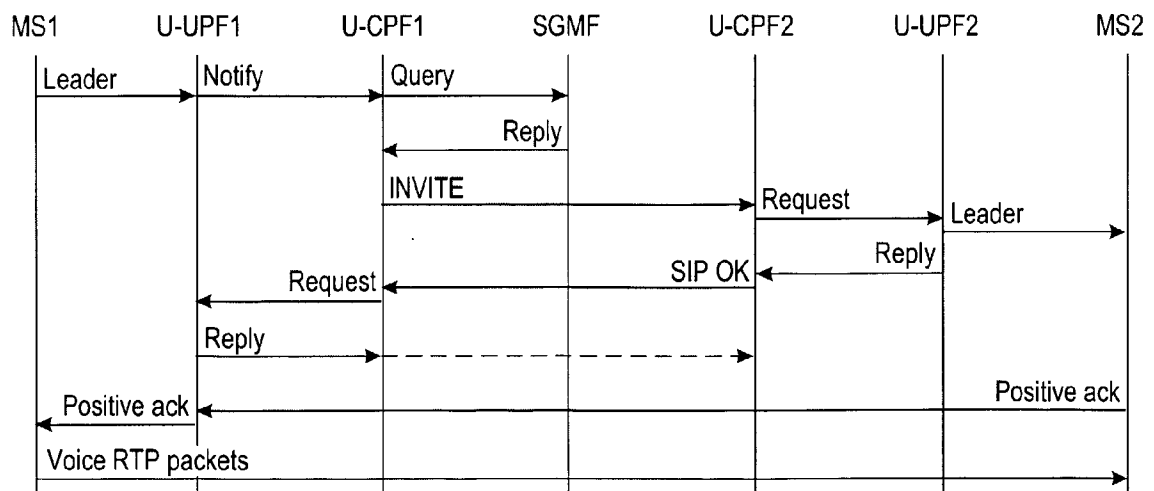 MS1 U-UPF1 U-CPF1 SGMF U-CPF2 U-UPF2 MS2
Leader Notify Query
Reply
INVITE Request Leader
Reply
SIP OK
Request
Reply
Positive ack
Positive ack
Voice RTP packets